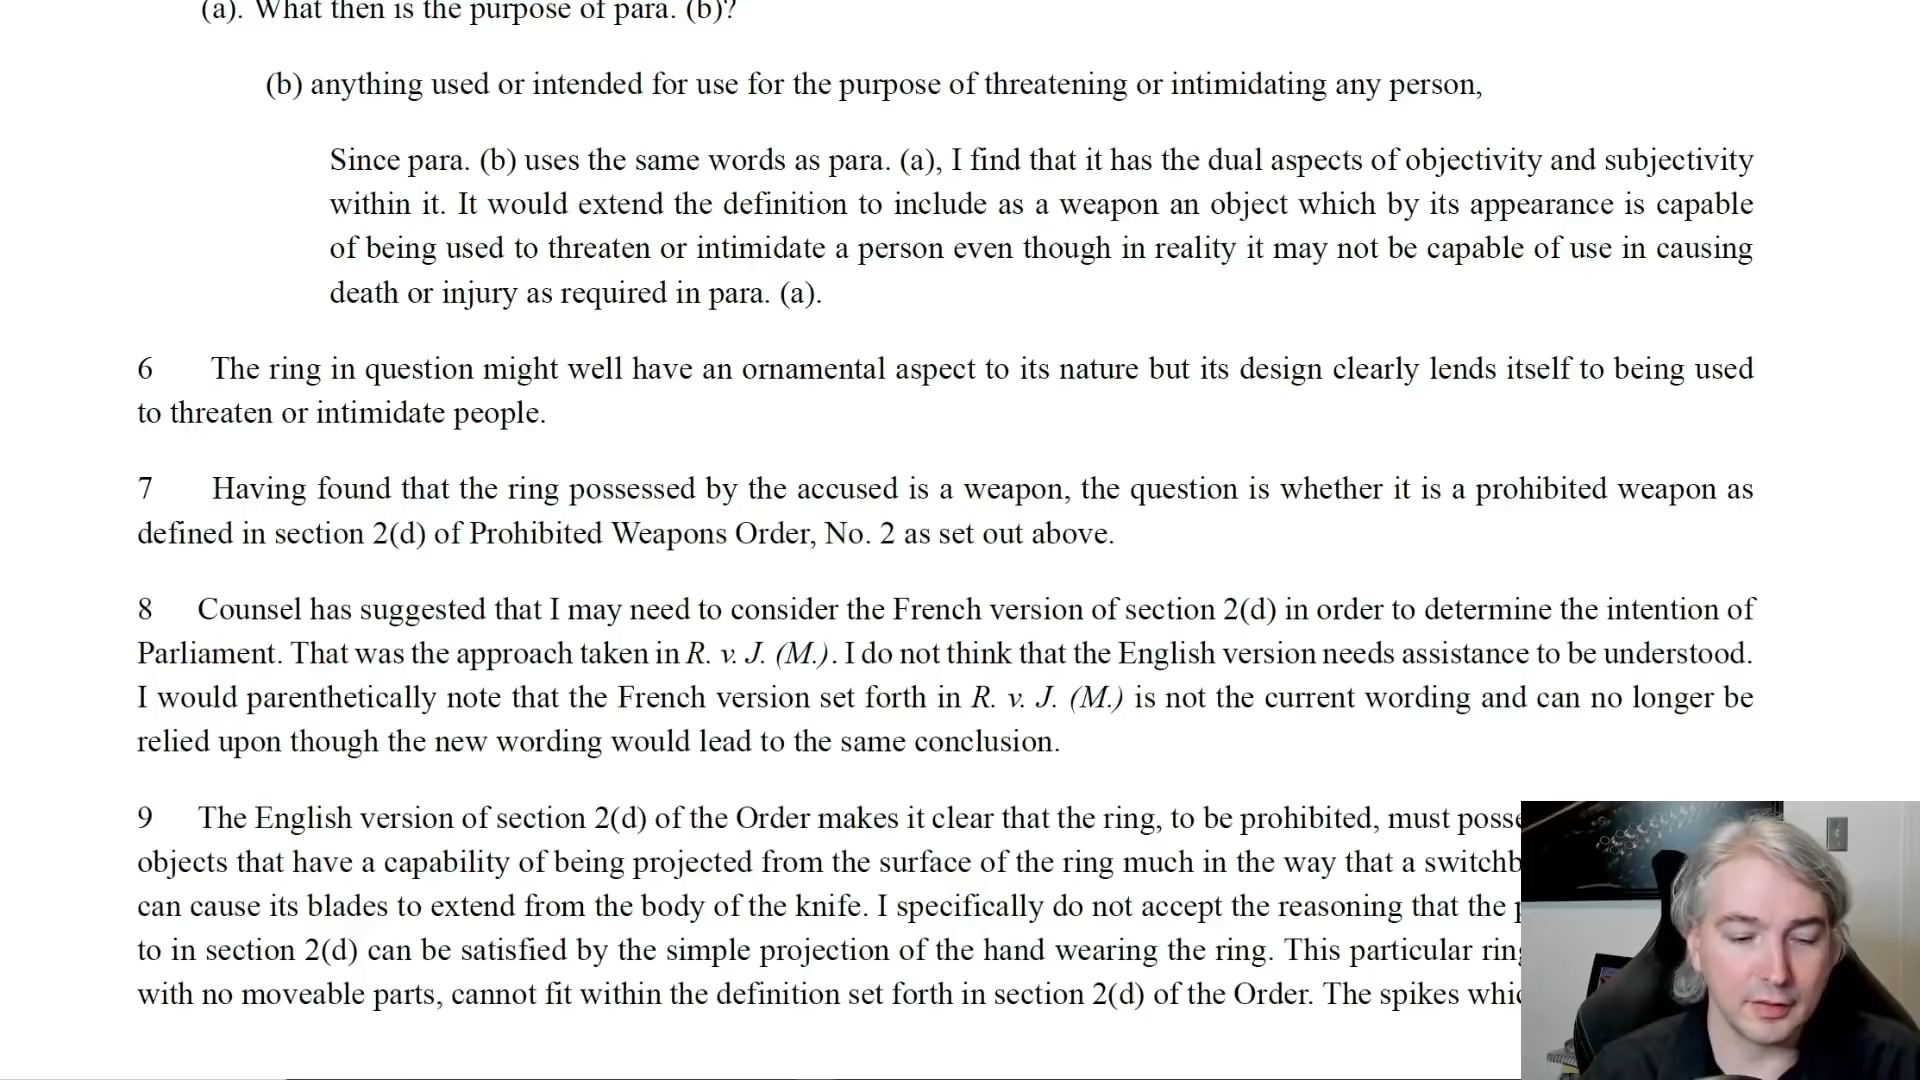 (a). What then is the purpose of para. (b)?
(b) anything used or intended for use for the purpose of threatening or intimidating any person,
Since para. (b) uses the same words as para. (a), I find that it has the dual aspects of objectivity and subjectivity
within it. It would extend the definition to include as a weapon an object which by its appearance is capable
of being used to threaten or intimidate a person even though in reality it may not be capable of use in causing
death or injury as required in para. (a).
6 The ring in question might well have an ornamental aspect to its nature but its design clearly lends itself to being used
to threaten or intimidate people.
7 Having found that the ring possessed by the accused is a weapon, the question is whether it is a prohibited weapon as
defined in section 2(d) of Prohibited Weapons Order, No. 2 as set out above.
8 Counsel has suggested that I may need to consider the French version of section 2(d) in order to determine the intention of
Parliament. That was the approach taken in R. v. J. (M.). I do not think that the English version needs assistance to be understood.
I would parenthetically note that the French version set forth in R. v. J. (M.) is not the current wording and can no longer be
relied upon though the new wording would lead to the same conclusion.
9 The English version of section 2(d) of the Order makes it clear that the ring, to be prohibited, must
objects that have a capability of being projected from the surface of the ring much in the way that a
can cause its blades to extend from the body of the knife. I specifically do not accept the reasoning that the
to in section 2(d) can be satisfied by the simple projection of the hand wearing the ring. This particular
with no moveable parts, cannot fit within the definition set forth in section 2(d) of the Order. The spikes